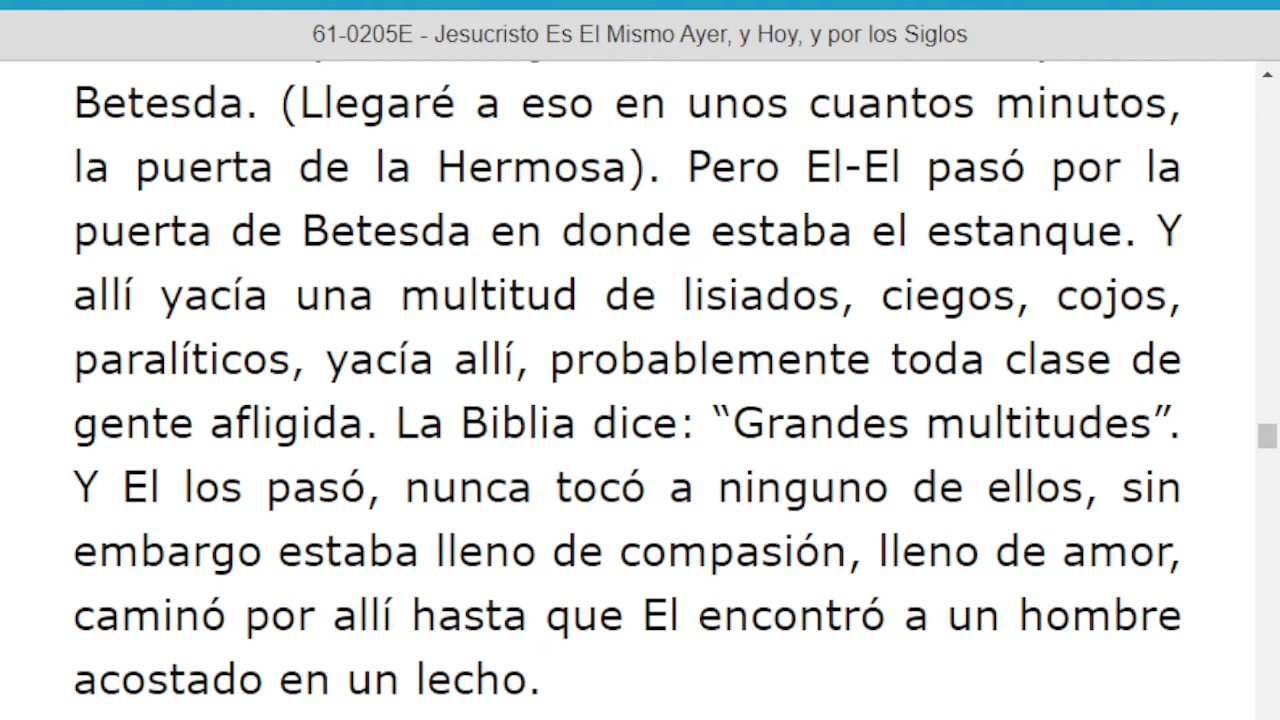 61-0205E - Jesucristo Es El Mismo Ayer, y Hoy, y por los Siglos
Betesda. (Llegaré a eso en unos cuantos minutos,
la puerta de la Hermosa). Pero El-El pasó por la
puerta de Betesda en donde estaba el estanque. Y
allí yacía una multitud de lisiados, ciegos, cojos,
paralíticos, yacía allí, probablemente toda clase de
gente afligida. La Biblia dice: “Grandes multitudes”.
Y El los pasó, nunca tocó a ninguno de ellos, sin
embargo estaba lleno de compasión, lleno de amor,
caminó por allí hasta que El encontró a un hombre
acostado en un lecho.